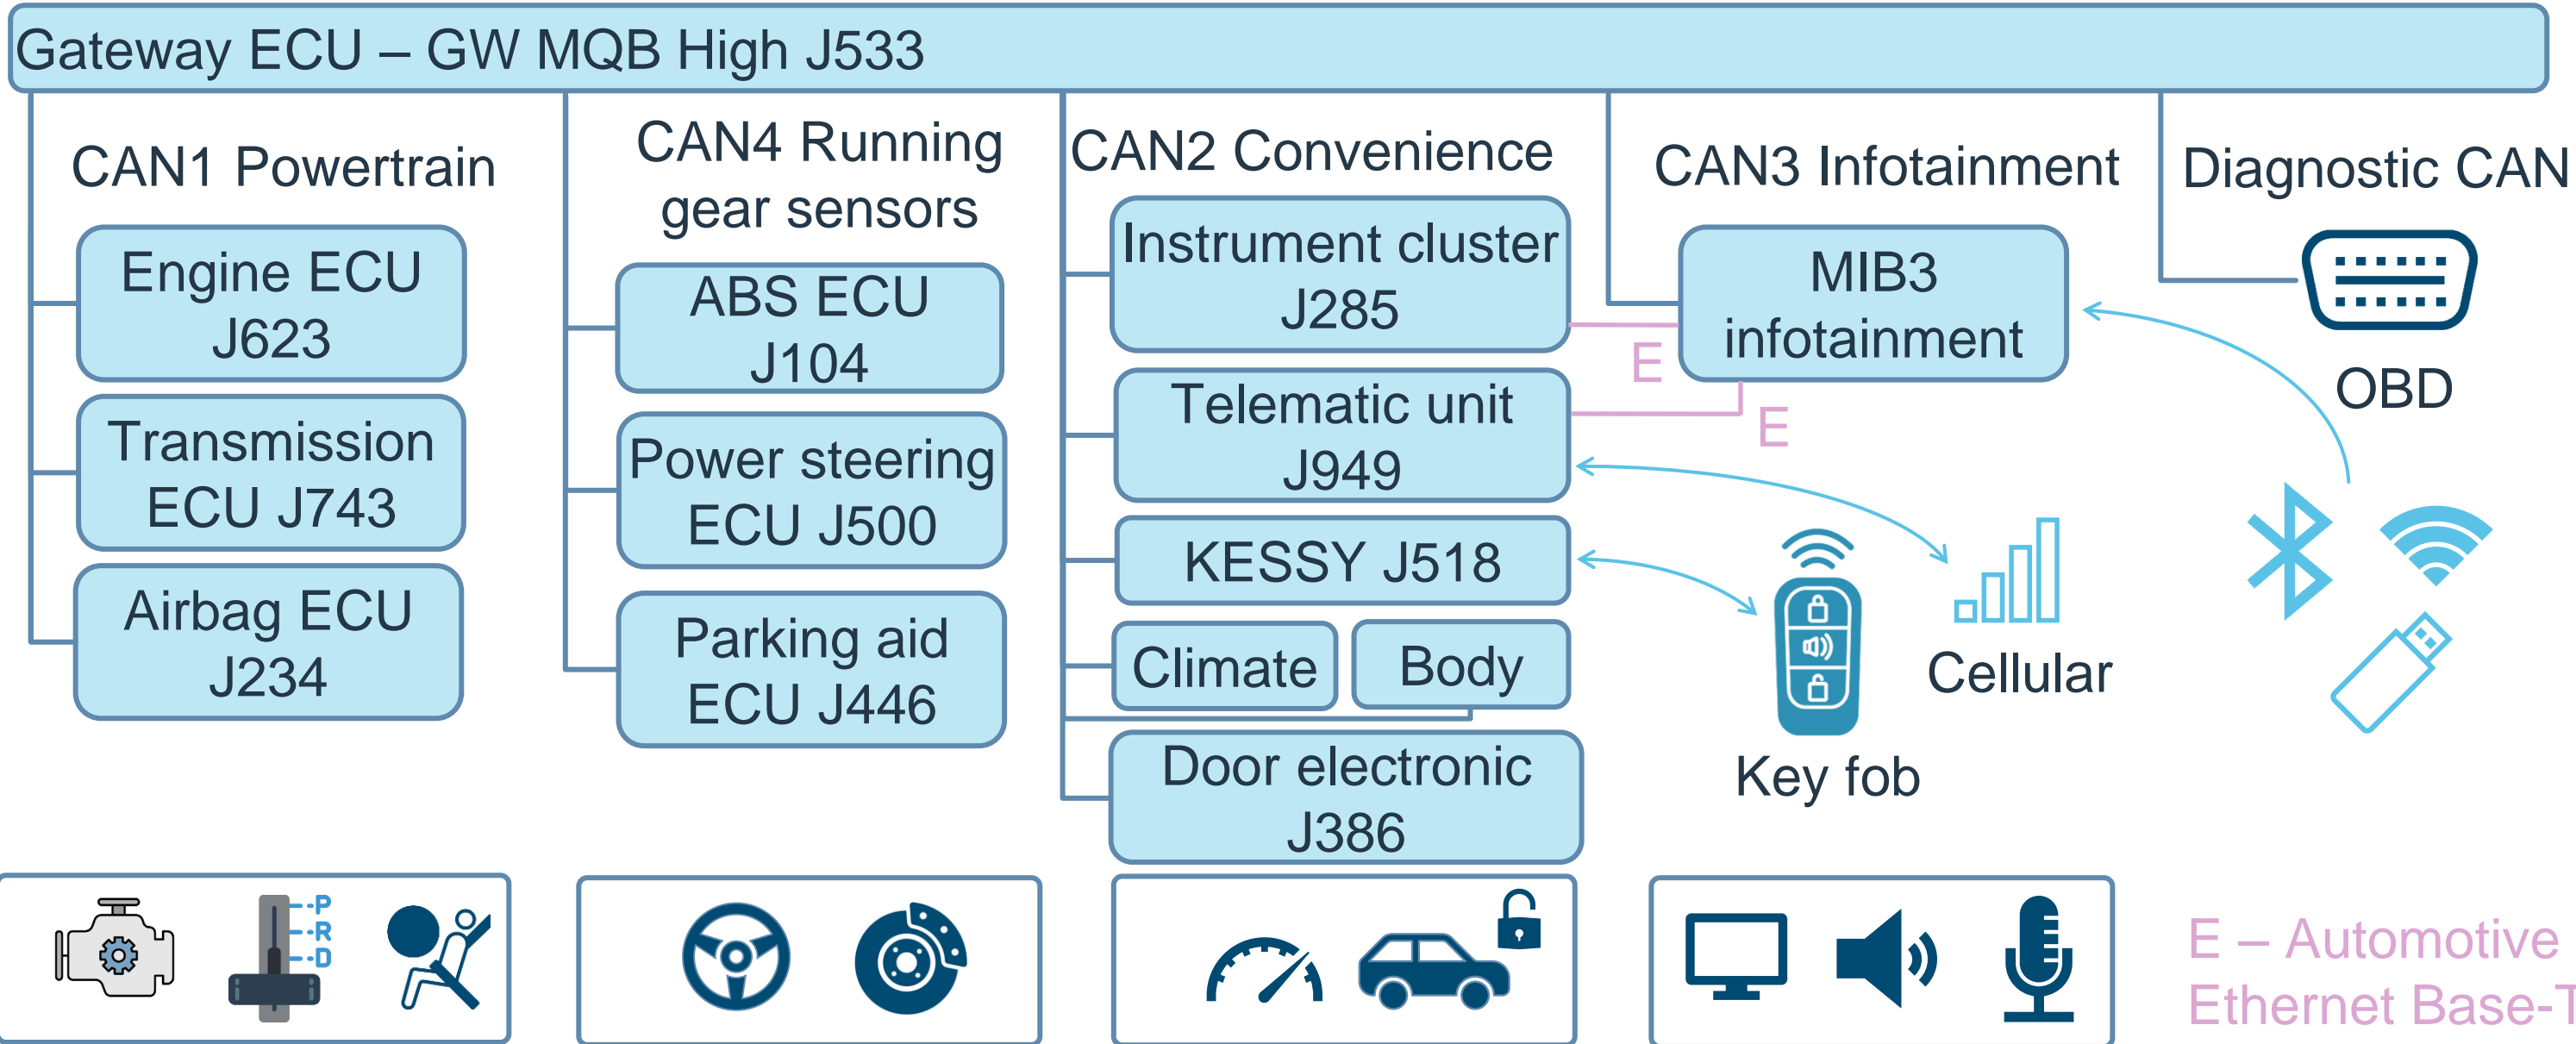 Gateway ECU – GW MQB High J533
CAN1 Powertrain
Engine ECU
J623
Transmission
ECU J743
Airbag ECU
J234
CAN4 Running
gear sensors
ABS ECU
J104
Power steering
ECU J500
Parking aid
ECU J446
CAN2 Convenience
Instrument cluster
J285
Telematic unit
J949
KESSY J518
Climate
Body
Door electronic
J386
CAN3 Infotainment
MIB3
infotainment
E
E
Diagnostic CAN
OBD
Key fob
Cellular
P
R
D
E – Automotive
Ethernet Base-T